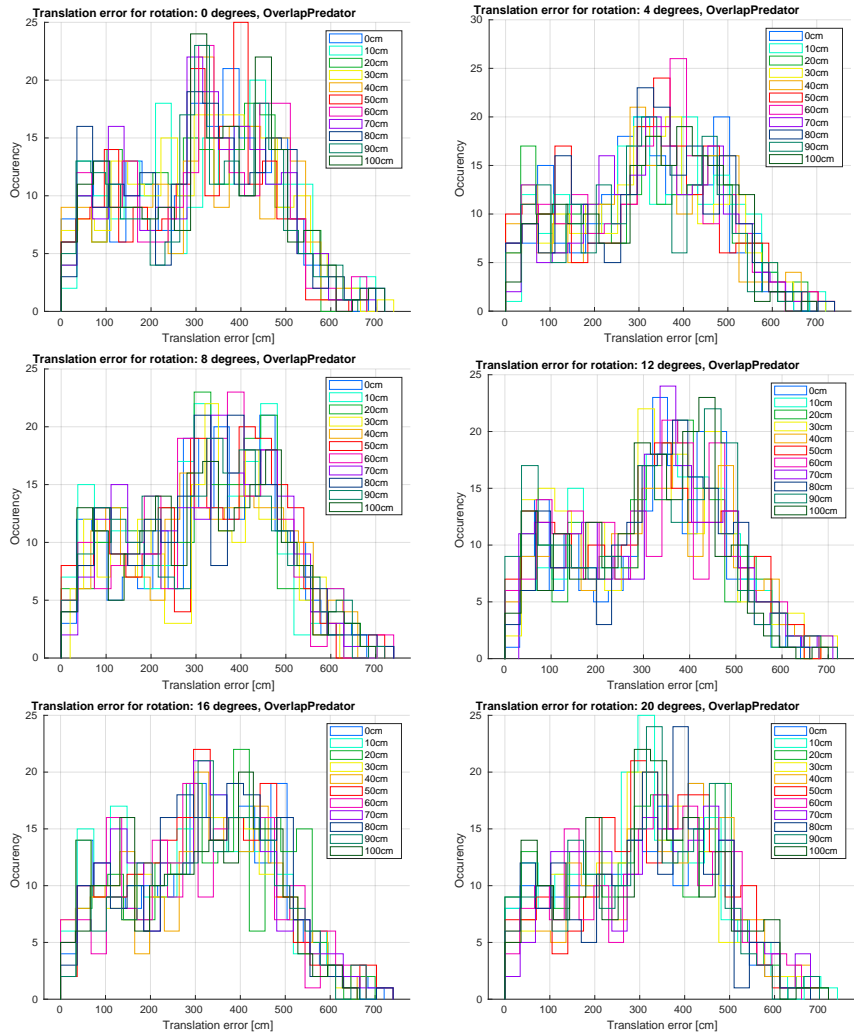 Translation error for rotation: 0 degrees, OverlapPredator
25
20
15
10
5
0
Occurency
0 100 200 300 400 500 600 700
Translation error [cm]
0cm
10cm
20cm
30cm
40cm
50cm
60cm
70cm
80cm
90cm
100cm
Translation error for rotation: 4 degrees, OverlapPredator
30
25
20
15
10
5
0
Occurency
0 100 200 300 400 500 600 700
Translation error [cm]
0cm
10cm
20cm
30cm
40cm
50cm
60cm
70cm
80cm
90cm
100cm
Translation error for rotation: 8 degrees, OverlapPredator
25
20
15
10
5
0
Occurency
0 100 200 300 400 500 600 700
Translation error [cm]
0cm
10cm
20cm
30cm
40cm
50cm
60cm
70cm
80cm
90cm
100cm
Translation error for rotation: 12 degrees, OverlapPredator
25
20
15
10
5
0
Occurency
0 100 200 300 400 500 600 700
Translation error [cm]
0cm
10cm
20cm
30cm
40cm
50cm
60cm
70cm
80cm
90cm
100cm
Translation error for rotation: 16 degrees, OverlapPredator
25
20
15
10
5
0
Occurency
0 100 200 300 400 500 600 700
Translation error [cm]
0cm
10cm
20cm
30cm
40cm
50cm
60cm
70cm
80cm
90cm
100cm
Translation error for rotation: 20 degrees, OverlapPredator
25
20
15
10
5
0
Occurency
0 100 200 300 400 500 600 700
Translation error [cm]
0cm
10cm
20cm
30cm
40cm
50cm
60cm
70cm
80cm
90cm
100cm